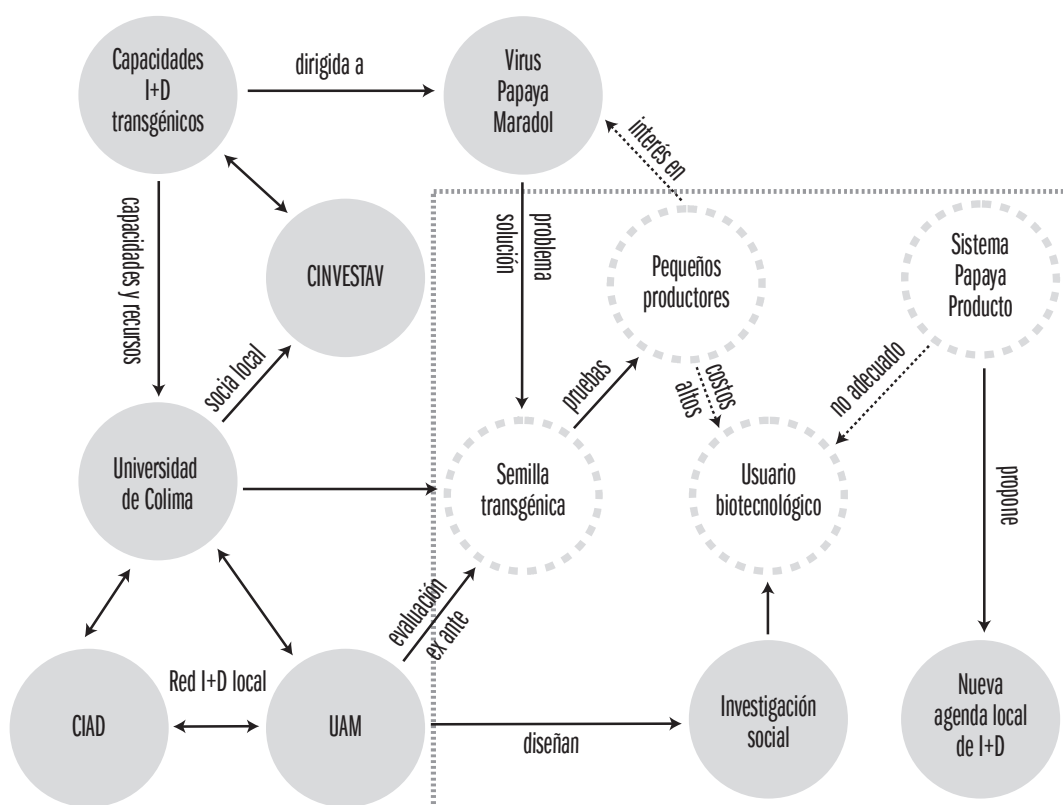 Capacidades
I+D
transgénicos
dirigida a
Virus
Papaya
Maradol
interés en
capacidades y recursos
CINVESTAV
problema
solución
Pequeños
productores
Sistema
Papaya
Producto
socia local
pruebas
costos
altos
no adecuado
Universidad
de Colima
Semilla
transgénica
Usuario
biotecnológico
propone
evaluación
ex ante
CIAD
Red I+D local
UAM
diseñan
Investigación
social
Nueva
agenda local
de I+D